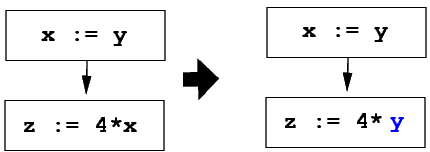 x := y
z := 4*x
x := y
z := 4* y